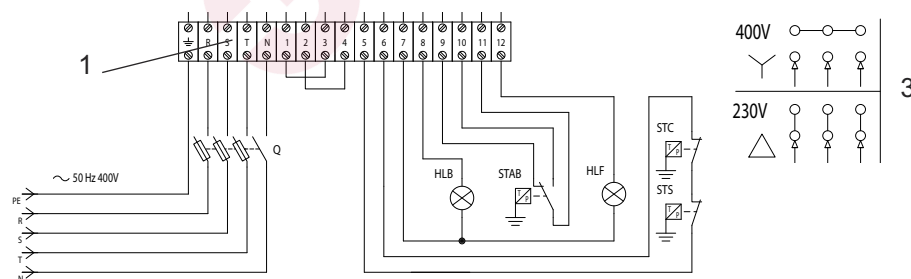 R S T N 1 2 3 4 5 6 7 8 9 10 11 12
1
400V
3
230V
STC
T P
Q
~ 50 Hz 400V
HLB
STAB
HLF
T P
STS
T P
PE
R
S
T
N